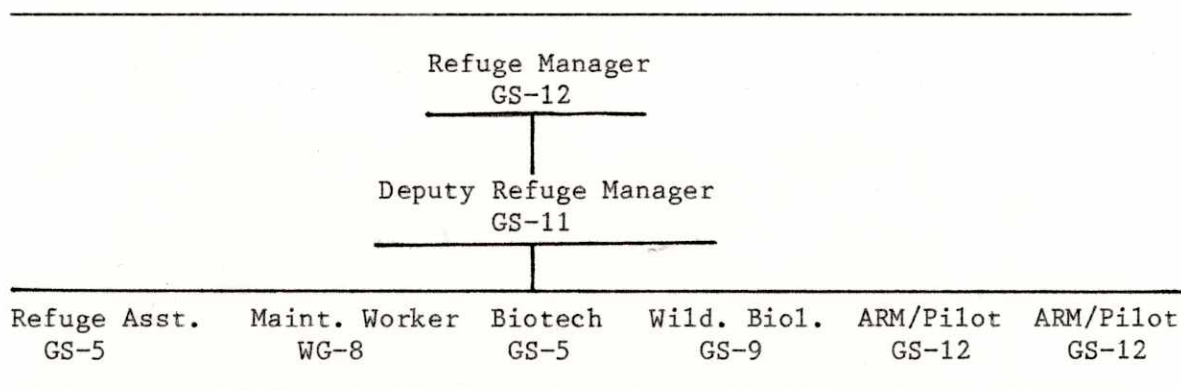 Refuge Manager
GS-12
Deputy Refuge Manager
GS-11
Refuge Asst. Maint. Worker Biotech Wild. Biol. ARM/Pilot ARM/Pilot
GS-5 WG-8 GS-5 GS-9 GS-12 GS-12